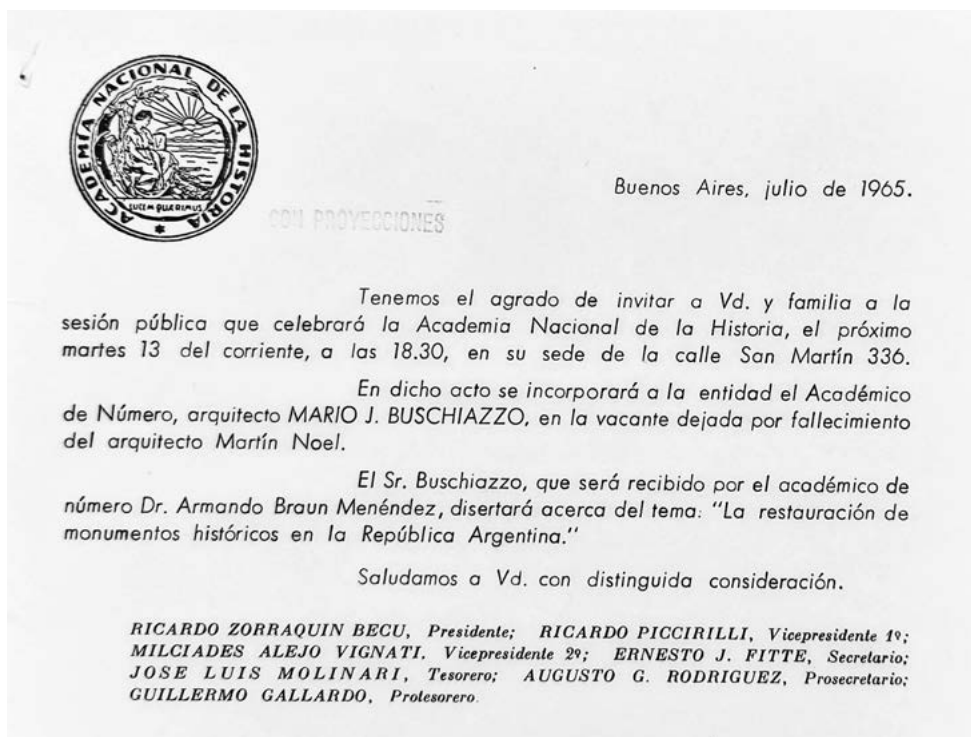 ACADEMIA NACIONAL DE LA HISTORIA
LUCEM QUAERIMUS
Buenos Aires, julio de 1965.
CON PROYECCIONES
Tenemos el agrado de invitar a Vd. y familia a la
sesión pública que celebrará la Academia Nacional de la Historia, el próximo
martes 13 del corriente, a las 18.30, en su sede de la calle San Martín 336.
En dicho acto se incorporará a la entidad el Académico
de Número, arquitecto MARIO J. BUSCHIAZZO, en la vacante dejada por fallecimiento
del arquitecto Martín Noel.
El Sr. Buschiazzo, que será recibido por el académico de
número Dr. Armando Braun Menéndez, disertará acerca del tema: "La restauración de
monumentos históricos en la República Argentina."
Saludamos a Vd. con distinguida consideración.
RICARDO ZORRAQUIN BECU, Presidente; RICARDO PICCIRILLI, Vicepresidente 1º;
MILCIADES ALEJO VIGNATI, Vicepresidente 2º; ERNESTO J. FITTE, Secretario;
JOSE LUIS MOLINARI, Tesorero; AUGUSTO G. RODRIGUEZ, Prosecretario;
GUILLERMO GALLARDO, Protesorero.